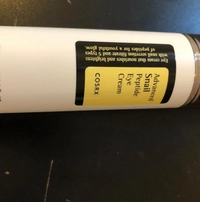 Advanced
Snail
Peptide
Eye
Cream
Eye cream that nourishes and brightens
with snail secretion filtrate and 5 types
of peptides for a youthful glow.
COSRX